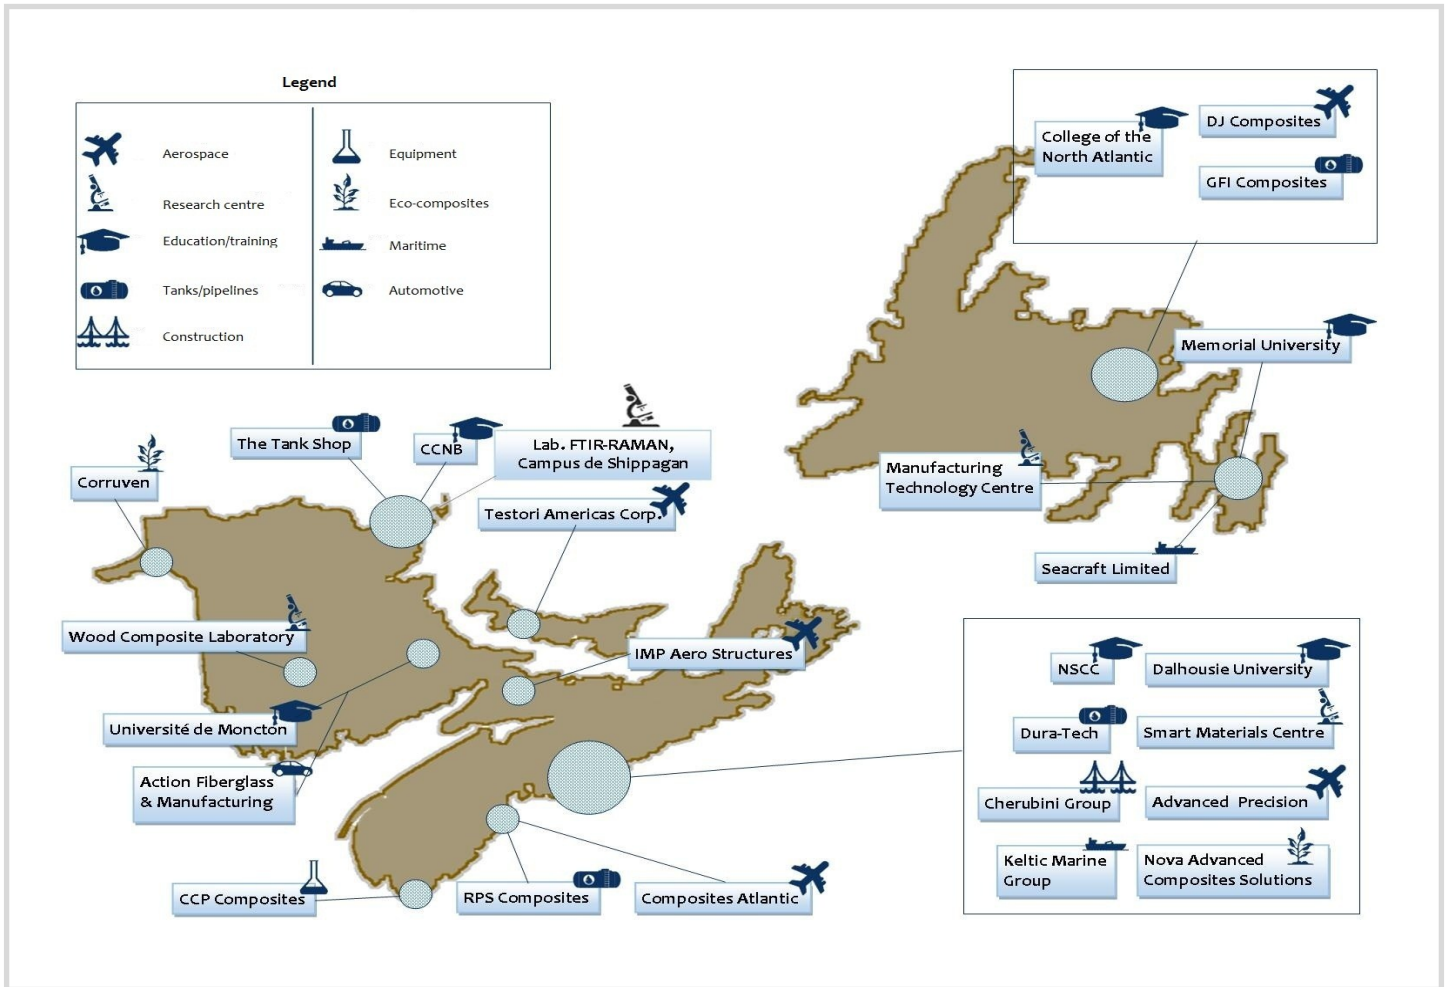 Legend
Aerospace
Research centre
Education/training
Tanks/pipelines
Construction
Equipment
Eco-composites
Maritime
Automotive
College of the
North Atlantic
DJ Composites
GFI Composites
Memorial University
Manufacturing
Technology Centre
Seacraft Limited
The Tank Shop
CCNB
Lab. FTIR-RAMAN,
Campus de Shippagan
Corruven
Testori Americas Corp.
Wood Composite Laboratory
IMP Aero Structures
Université de Moncton
Action Fiberglass
& Manufacturing
CCP Composites
RPS Composites
Composites Atlantic
NSCC
Dalhousie University
Dura-Tech
Smart Materials Centre
Cherubini Group
Advanced Precision
Keltic Marine
Group
Nova Advanced
Composites Solutions